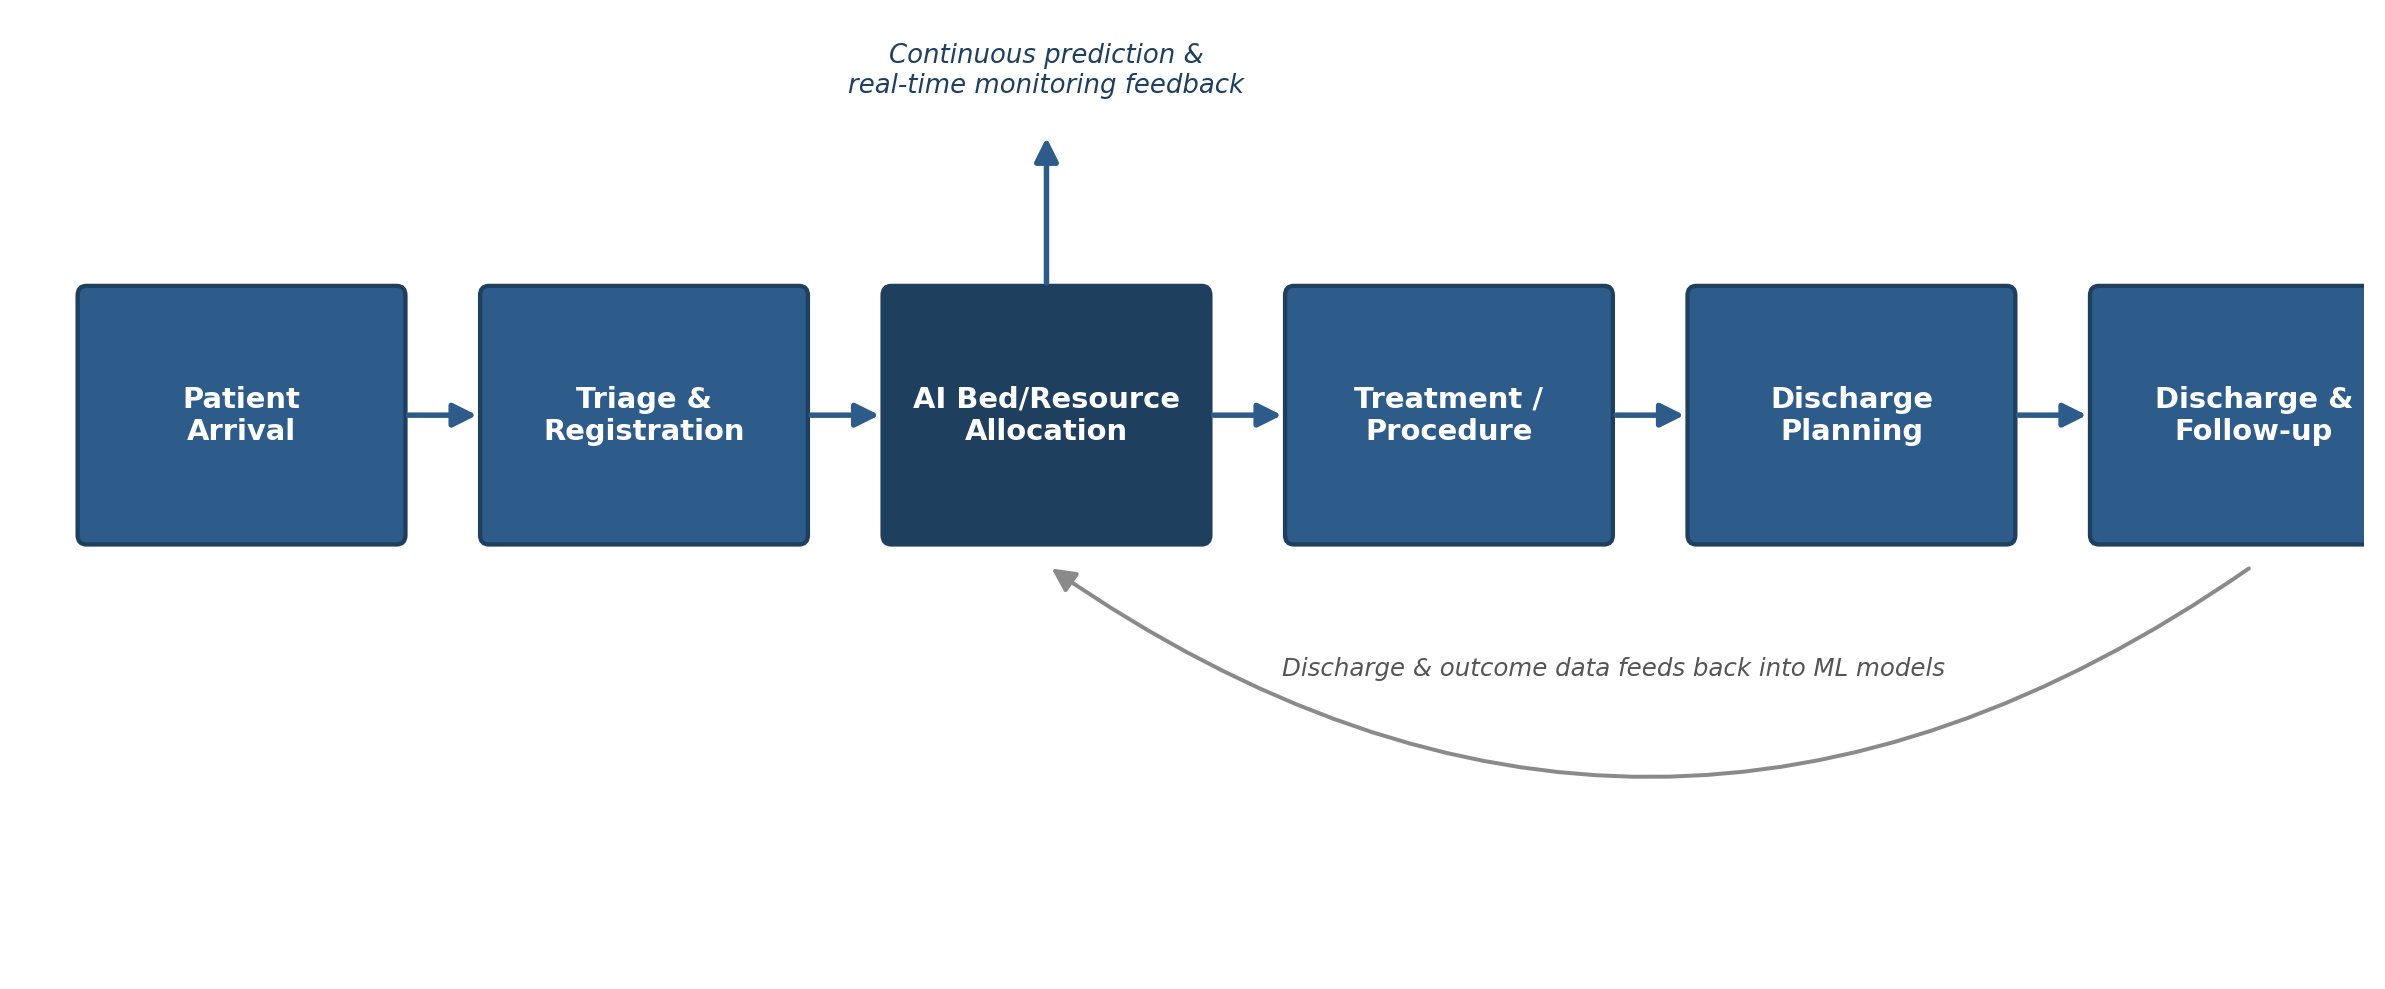 Continuous prediction &
real-time monitoring feedback
Patient
Arrival
Triage &
Registration
AI Bed/Resource
Allocation
Treatment /
Procedure
Discharge
Planning
Discharge &
Follow-up
Discharge & outcome data feeds back into ML models